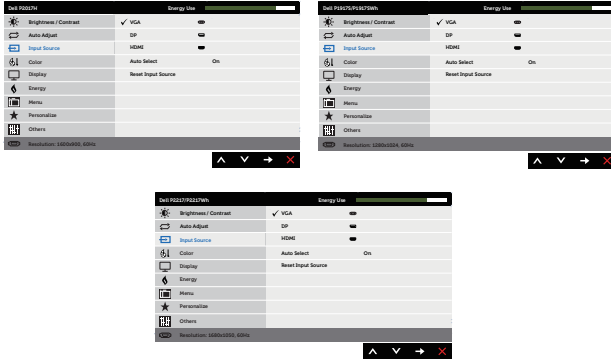 Dell P2017H Energy Use
Brightness / Contrast ✓ VGA
Auto Adjust DP
Input Source HDMI
Color Auto Select On
Display Reset Input Source
Energy
Menu
Personalize
Others
Resolution: 1600x900, 60Hz
Dell P1917S/P1917SWh Energy Use
Brightness / Contrast ✓ VGA
Auto Adjust DP
Input Source HDMI
Color Auto Select On
Display Reset Input Source
Energy
Menu
Personalize
Others
Resolution: 1280x1024, 60Hz
Dell P2217/P2217Wh Energy Use
Brightness / Contrast ✓ VGA
Auto Adjust DP
Input Source HDMI
Color Auto Select On
Display Reset Input Source
Energy
Menu
Personalize
Others
Resolution: 1680x1050, 60Hz